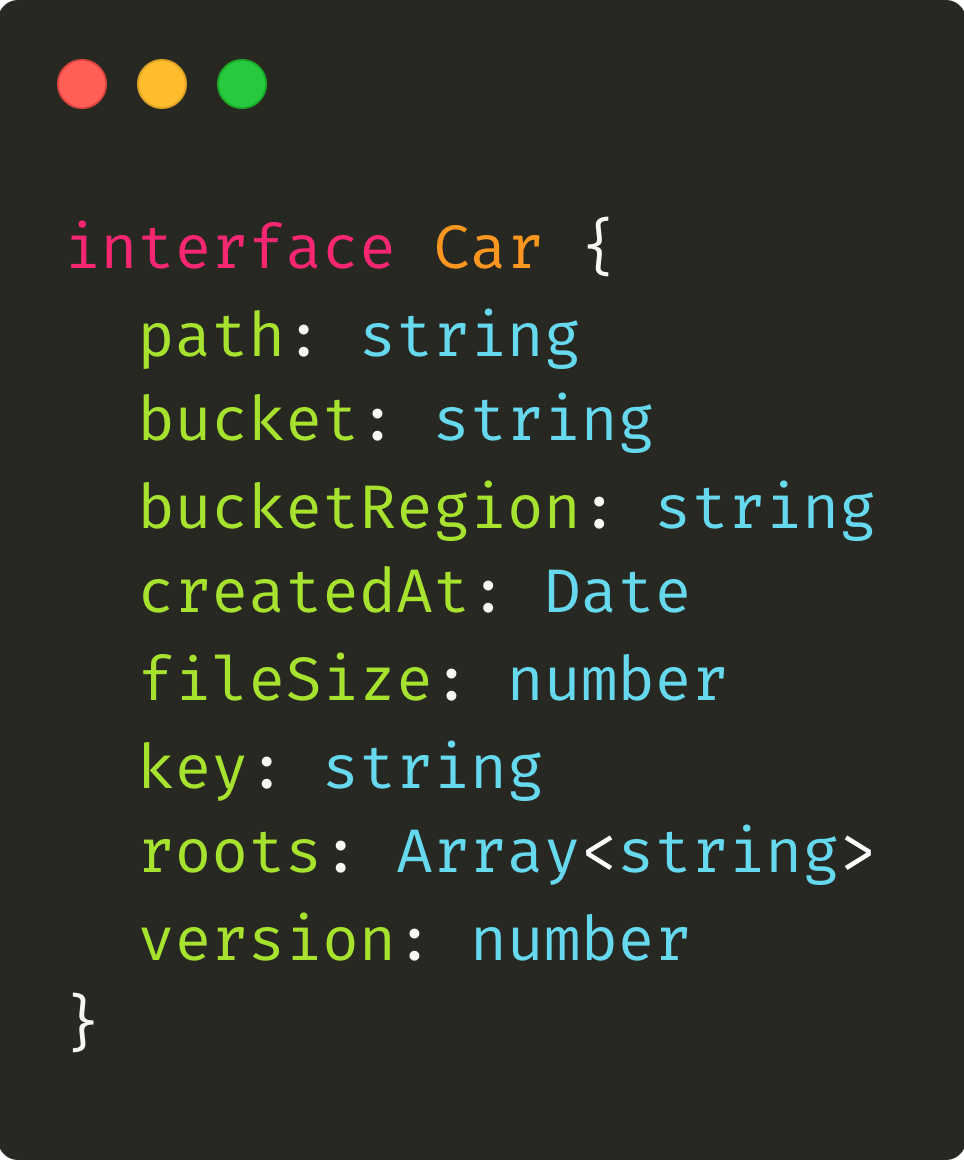 interface Car {
  path: string
  bucket: string
  bucketRegion: string
  createdAt: Date
  fileSize: number
  key: string
  roots: Array<string>
  version: number
}